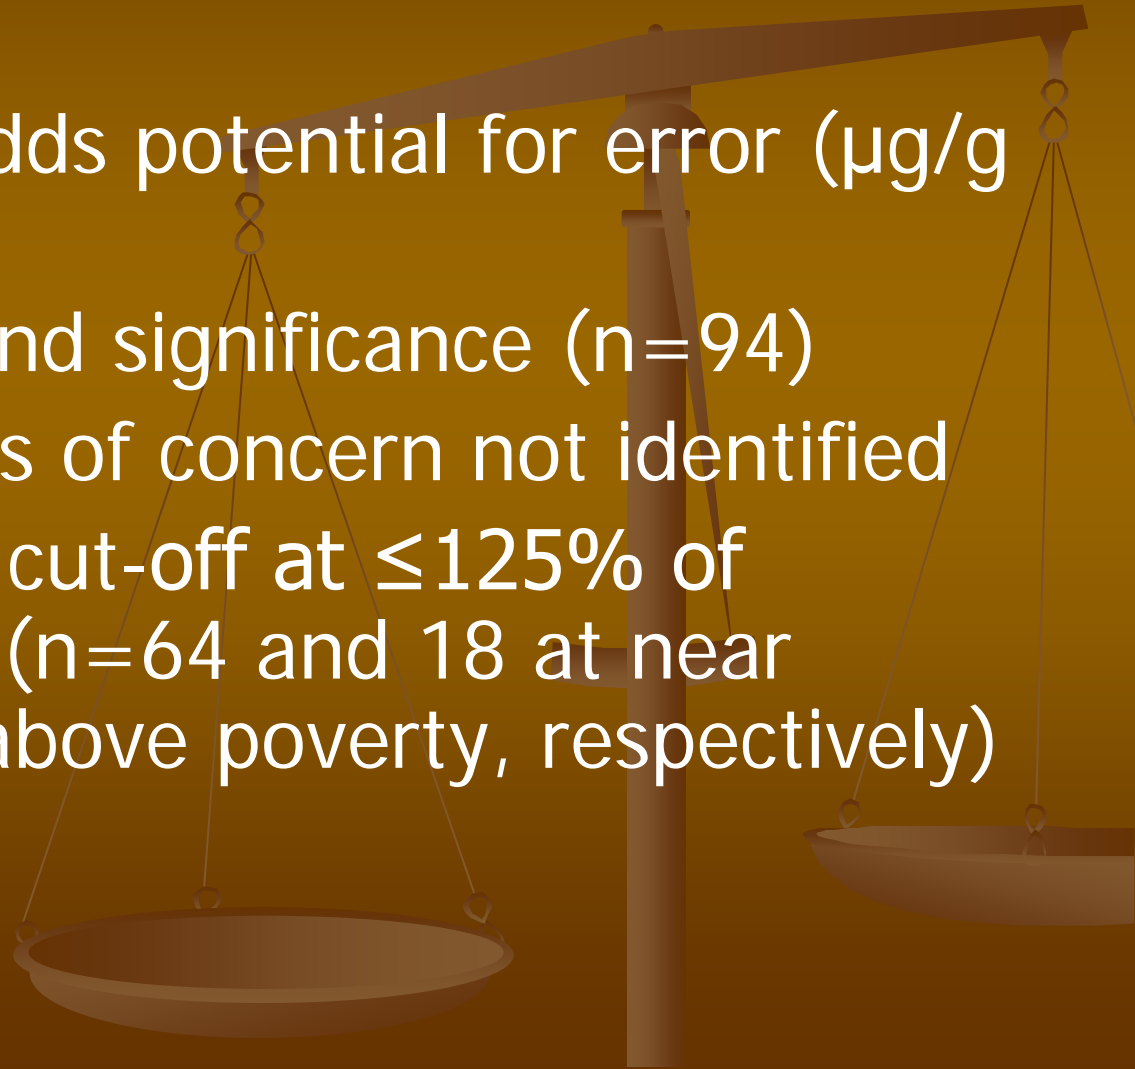 dds potential for error (µg/g
nd significance (n=94)
s of concern not identified
cut-off at ≤125% of
(n=64 and 18 at near
above poverty, respectively)